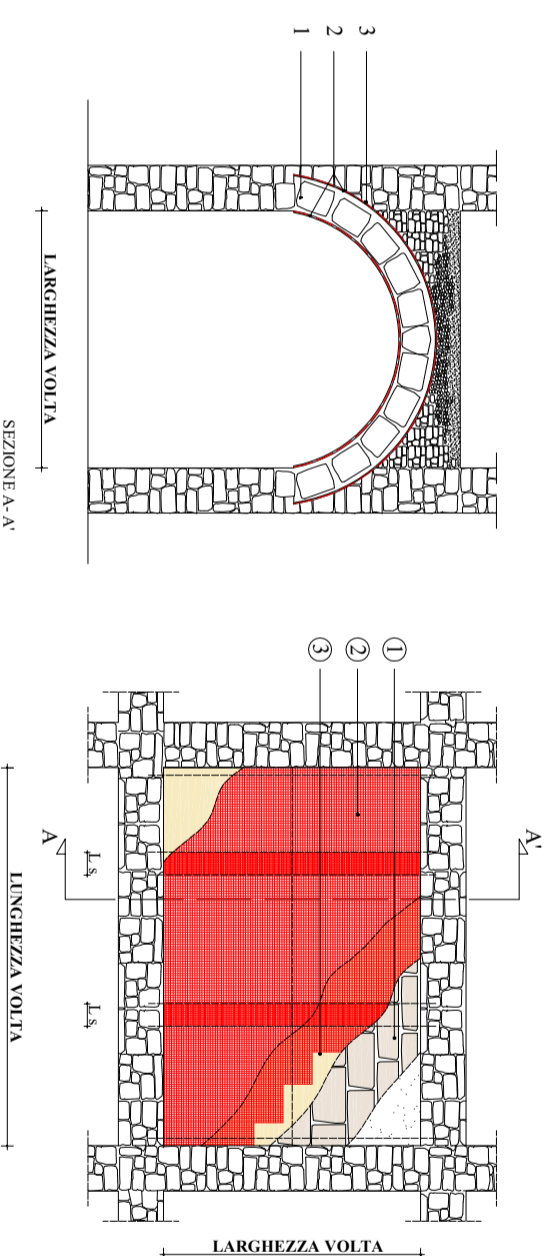 1
2
3
LARGHEZZA VOLTA
SEZIONE A- A'
3
2
1
A
A'
Ls.
Ls.
LUNGHEZZA VOLTA
LARGHEZZA VOLTA